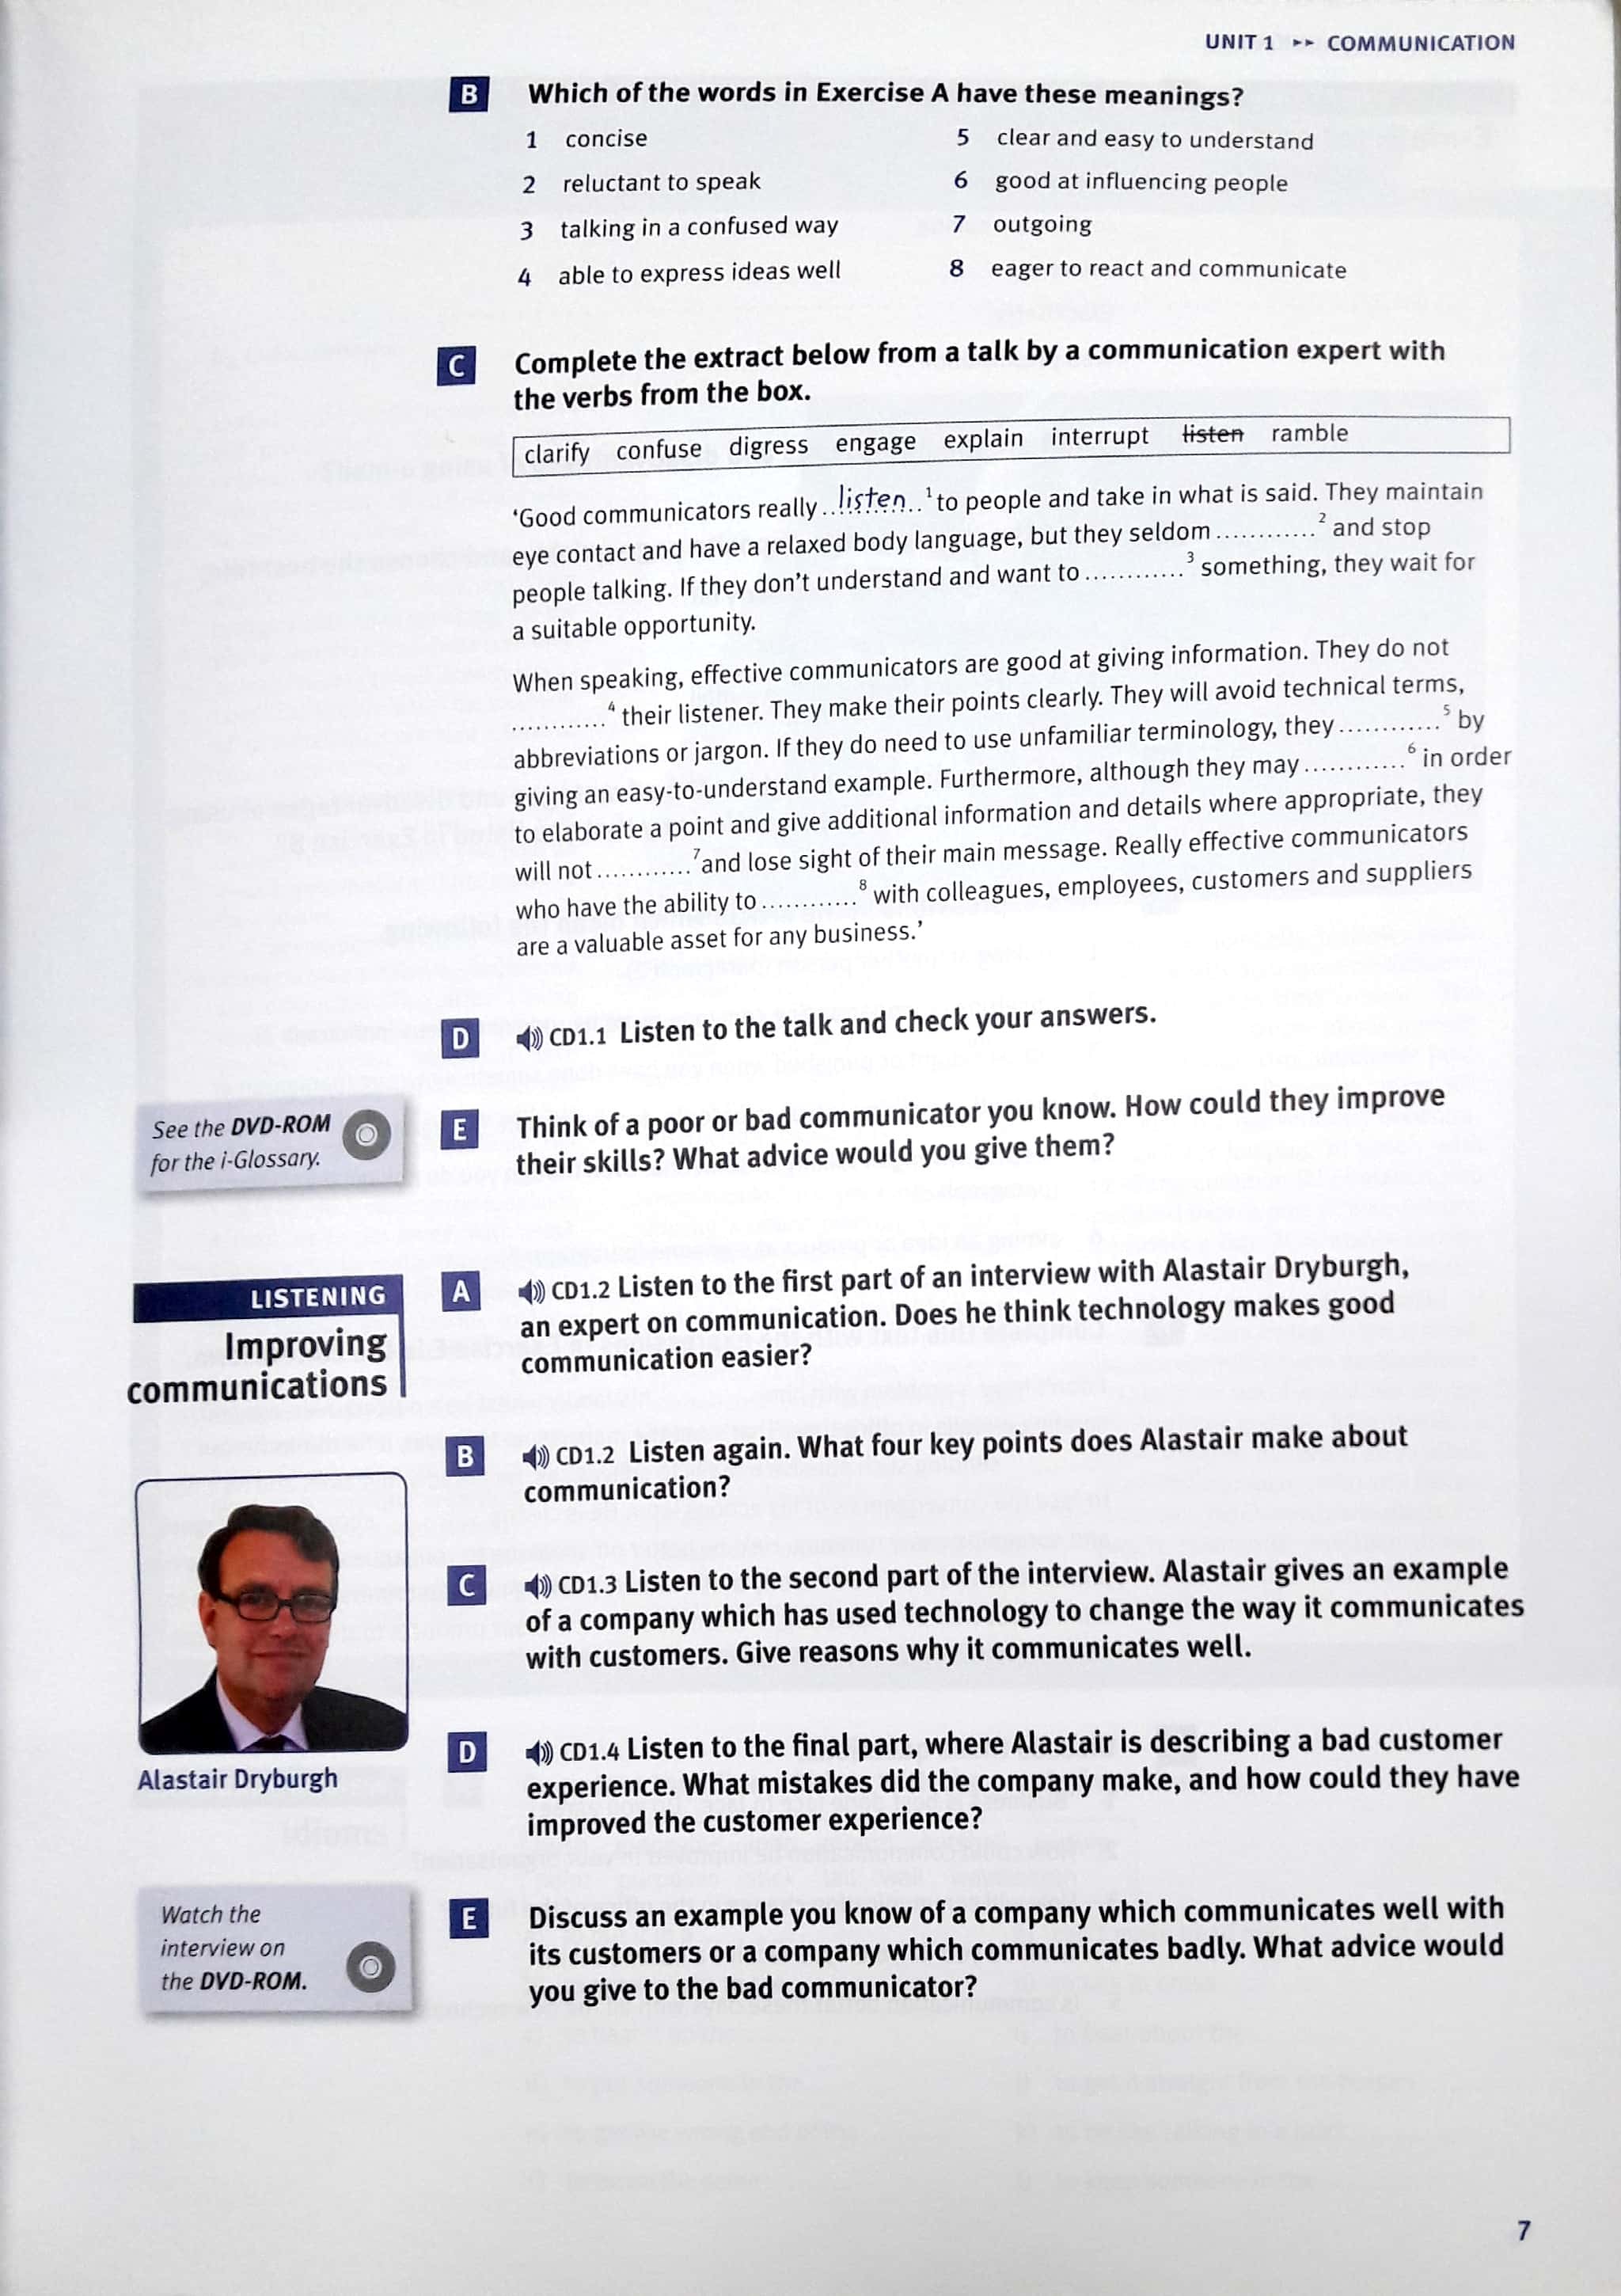 UNIT 1 ►► COMMUNICATION
B Which of the words in Exercise A have these meanings?
1 concise
2 reluctant to speak
3 talking in a confused way
4 able to express ideas well
5 clear and easy to understand
6 good at influencing people
7 outgoing
8 eager to react and communicate
C Complete the extract below from a talk by a communication expert with
the verbs from the box.
clarify confuse digress engage explain interrupt listen ramble
‘Good communicators really ..listen..¹ to people and take in what is said. They maintain
eye contact and have a relaxed body language, but they seldom ............² and stop
people talking. If they don’t understand and want to ............³ something, they wait for
a suitable opportunity.
When speaking, effective communicators are good at giving information. They do not
............⁴ their listener. They make their points clearly. They will avoid technical terms,
abbreviations or jargon. If they do need to use unfamiliar terminology, they ............⁵ by
giving an easy-to-understand example. Furthermore, although they may ............⁶ in order
to elaborate a point and give additional information and details where appropriate, they
will not ............⁷ and lose sight of their main message. Really effective communicators
who have the ability to ............⁸ with colleagues, employees, customers and suppliers
are a valuable asset for any business.’
D CD1.1 Listen to the talk and check your answers.
See the DVD-ROM
for the i-Glossary.
E Think of a poor or bad communicator you know. How could they improve
their skills? What advice would you give them?
LISTENING
Improving
communications
A CD1.2 Listen to the first part of an interview with Alastair Dryburgh,
an expert on communication. Does he think technology makes good
communication easier?
B CD1.2 Listen again. What four key points does Alastair make about
communication?
C CD1.3 Listen to the second part of the interview. Alastair gives an example
of a company which has used technology to change the way it communicates
with customers. Give reasons why it communicates well.
Alastair Dryburgh
D CD1.4 Listen to the final part, where Alastair is describing a bad customer
experience. What mistakes did the company make, and how could they have
improved the customer experience?
Watch the
interview on
the DVD-ROM.
E Discuss an example you know of a company which communicates well with
its customers or a company which communicates badly. What advice would
you give to the bad communicator?
7